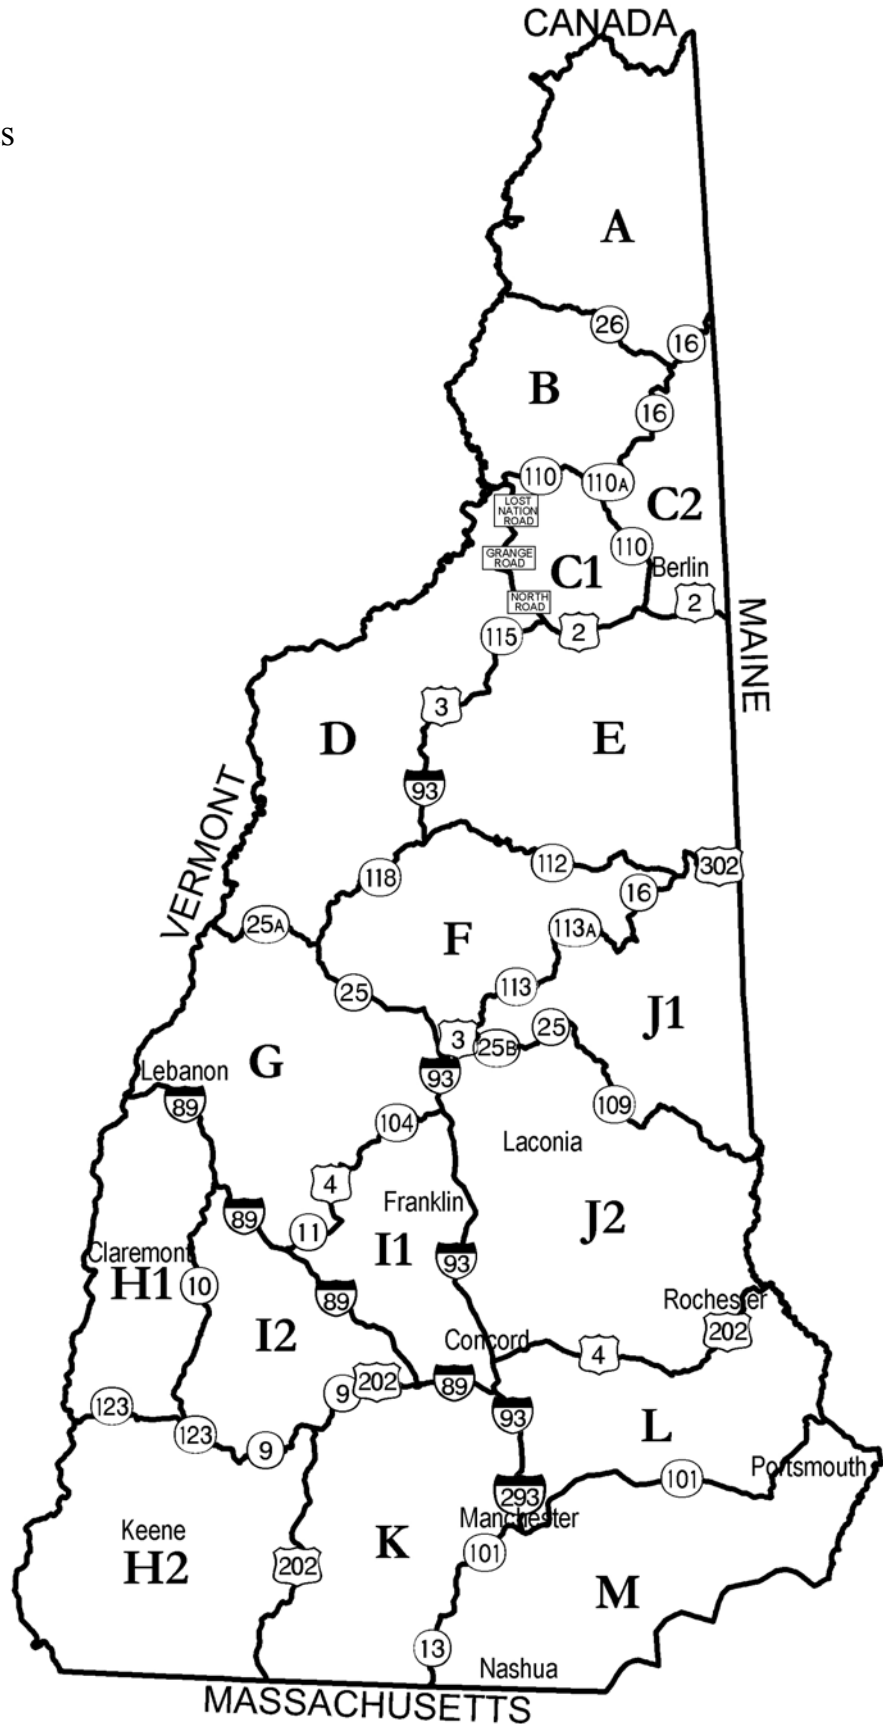 CANADA
s
A
26
16
B
16
110
110A
C2
LOST
NATION
ROAD
110
GRANGE
ROAD
C1
Berlin
NORTH
ROAD
2
2
115
MAINE
3
D
E
93
VERMONT
112
302
118
16
25A
F
113A
25
113
J1
3
25B
25
Lebanon
G
93
89
109
104
Laconia
4
Franklin
89
11
J2
I1
Claremont
93
H1
10
89
Rochester
I2
202
Concord
4
202
89
9
123
93
123
9
L
Portsmouth
101
293
Manchester
Keene
K
101
H2
202
M
13
Nashua
MASSACHUSETTS